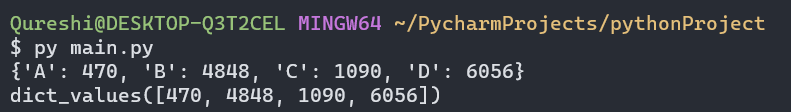 Qureshi@DESKTOP-Q3T2CEL MINGW64 ~/PycharmProjects/pythonProject
$ py main.py
{'A': 470, 'B': 4848, 'C': 1090, 'D': 6056}
dict_values([470, 4848, 1090, 6056])